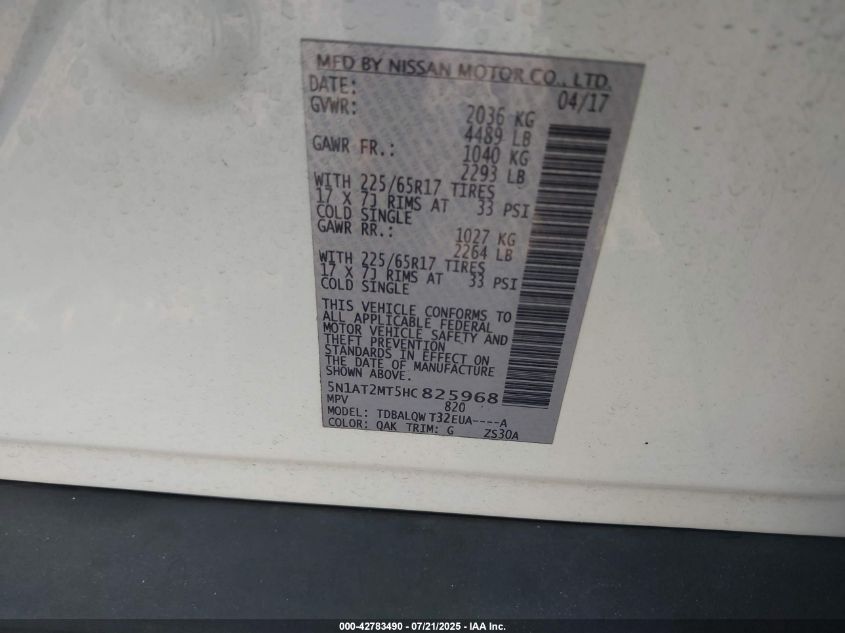 MFD BY NISSAN MOTOR CO., LTD.
DATE: 04/17
GVWR: 2036 KG
4489 LB
GAWR FR.: 1040 KG
2293 LB
WITH 225/65R17 TIRES
17 X 7J RIMS AT 33 PSI
COLD SINGLE
GAWR RR.: 1027 KG
2264 LB
WITH 225/65R17 TIRES
17 X 7J RIMS AT 33 PSI
COLD SINGLE
THIS VEHICLE CONFORMS TO
ALL APPLICABLE FEDERAL
MOTOR VEHICLE SAFETY AND
THEFT PREVENTION
STANDARDS IN EFFECT ON
THE DATE OF MANUFACTURE
SHOWN ABOVE.
5N1AT2MT5HC825968
MPV 820
MODEL: TDBALQW T32EUA----A
COLOR: QAK TRIM: G ZS30A
000-42783490 - 07/21/2025 - IAA Inc.